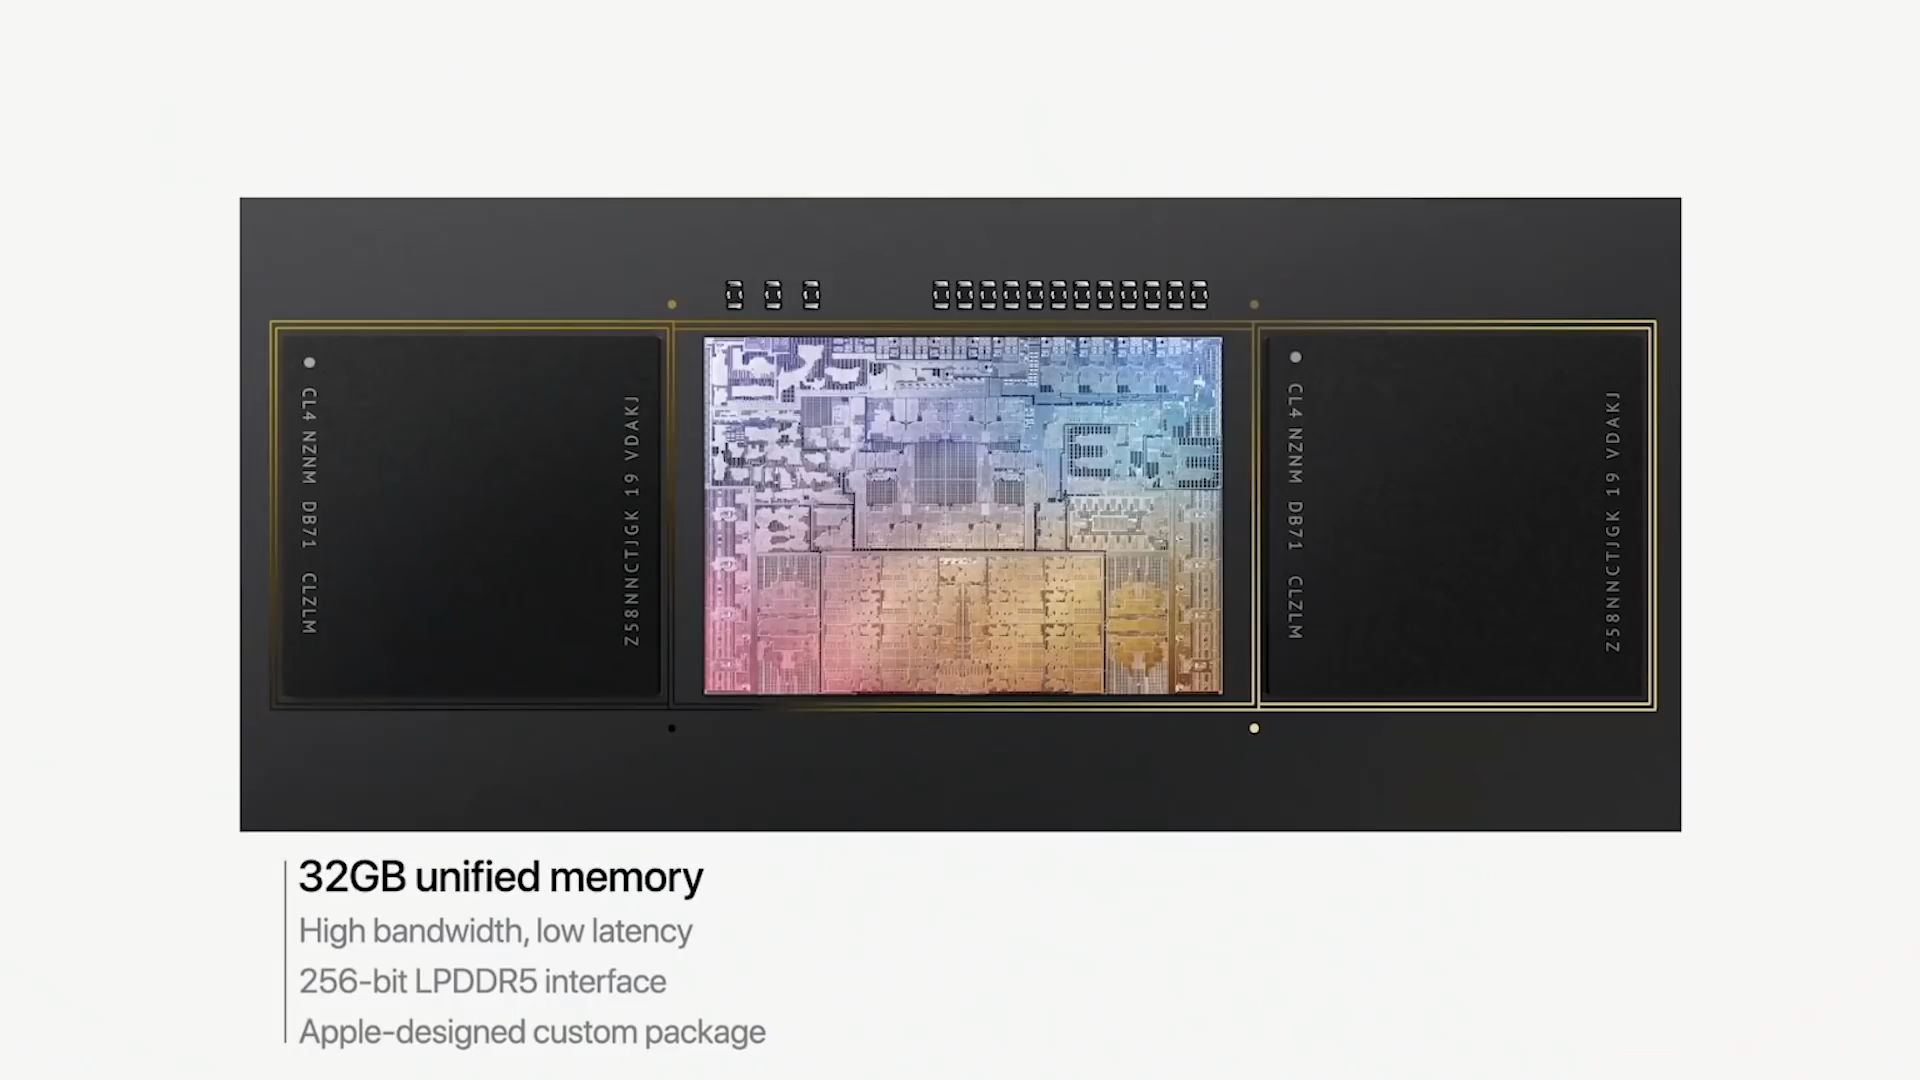 CL4 NZNM DB71 CLZLM
Z58NNCTJGK 19 VDAKJ
CL4 NZNM DB71 CLZLM
Z58NNCTJGK 19 VDAKJ
32GB unified memory
High bandwidth, low latency
256-bit LPDDR5 interface
Apple-designed custom package